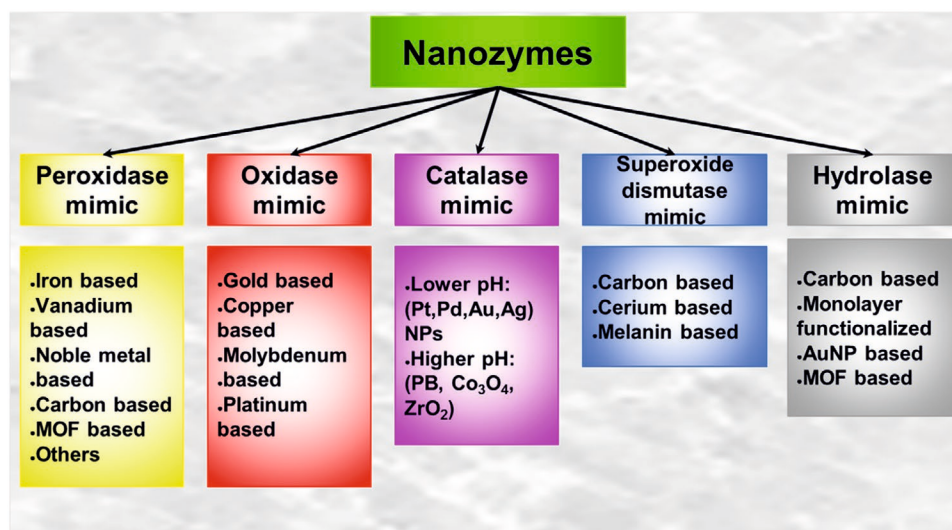 Nanozymes
Peroxidase
mimic
Oxidase
mimic
Catalase
mimic
Superoxide
dismutase
mimic
Hydrolase
mimic
•Iron based
•Vanadium
based
•Noble metal
•based
•Carbon based
•MOF based
•Others
•Gold based
•Copper
based
•Molybdenum
•based
•Platinum
based
•Lower pH:
(Pt,Pd,Au,Ag)
NPs
•Higher pH:
(PB, Co₃O₄,
ZrO₂)
•Carbon based
•Cerium based
•Melanin based
•Carbon based
•Monolayer
functionalized
•AuNP based
•MOF based